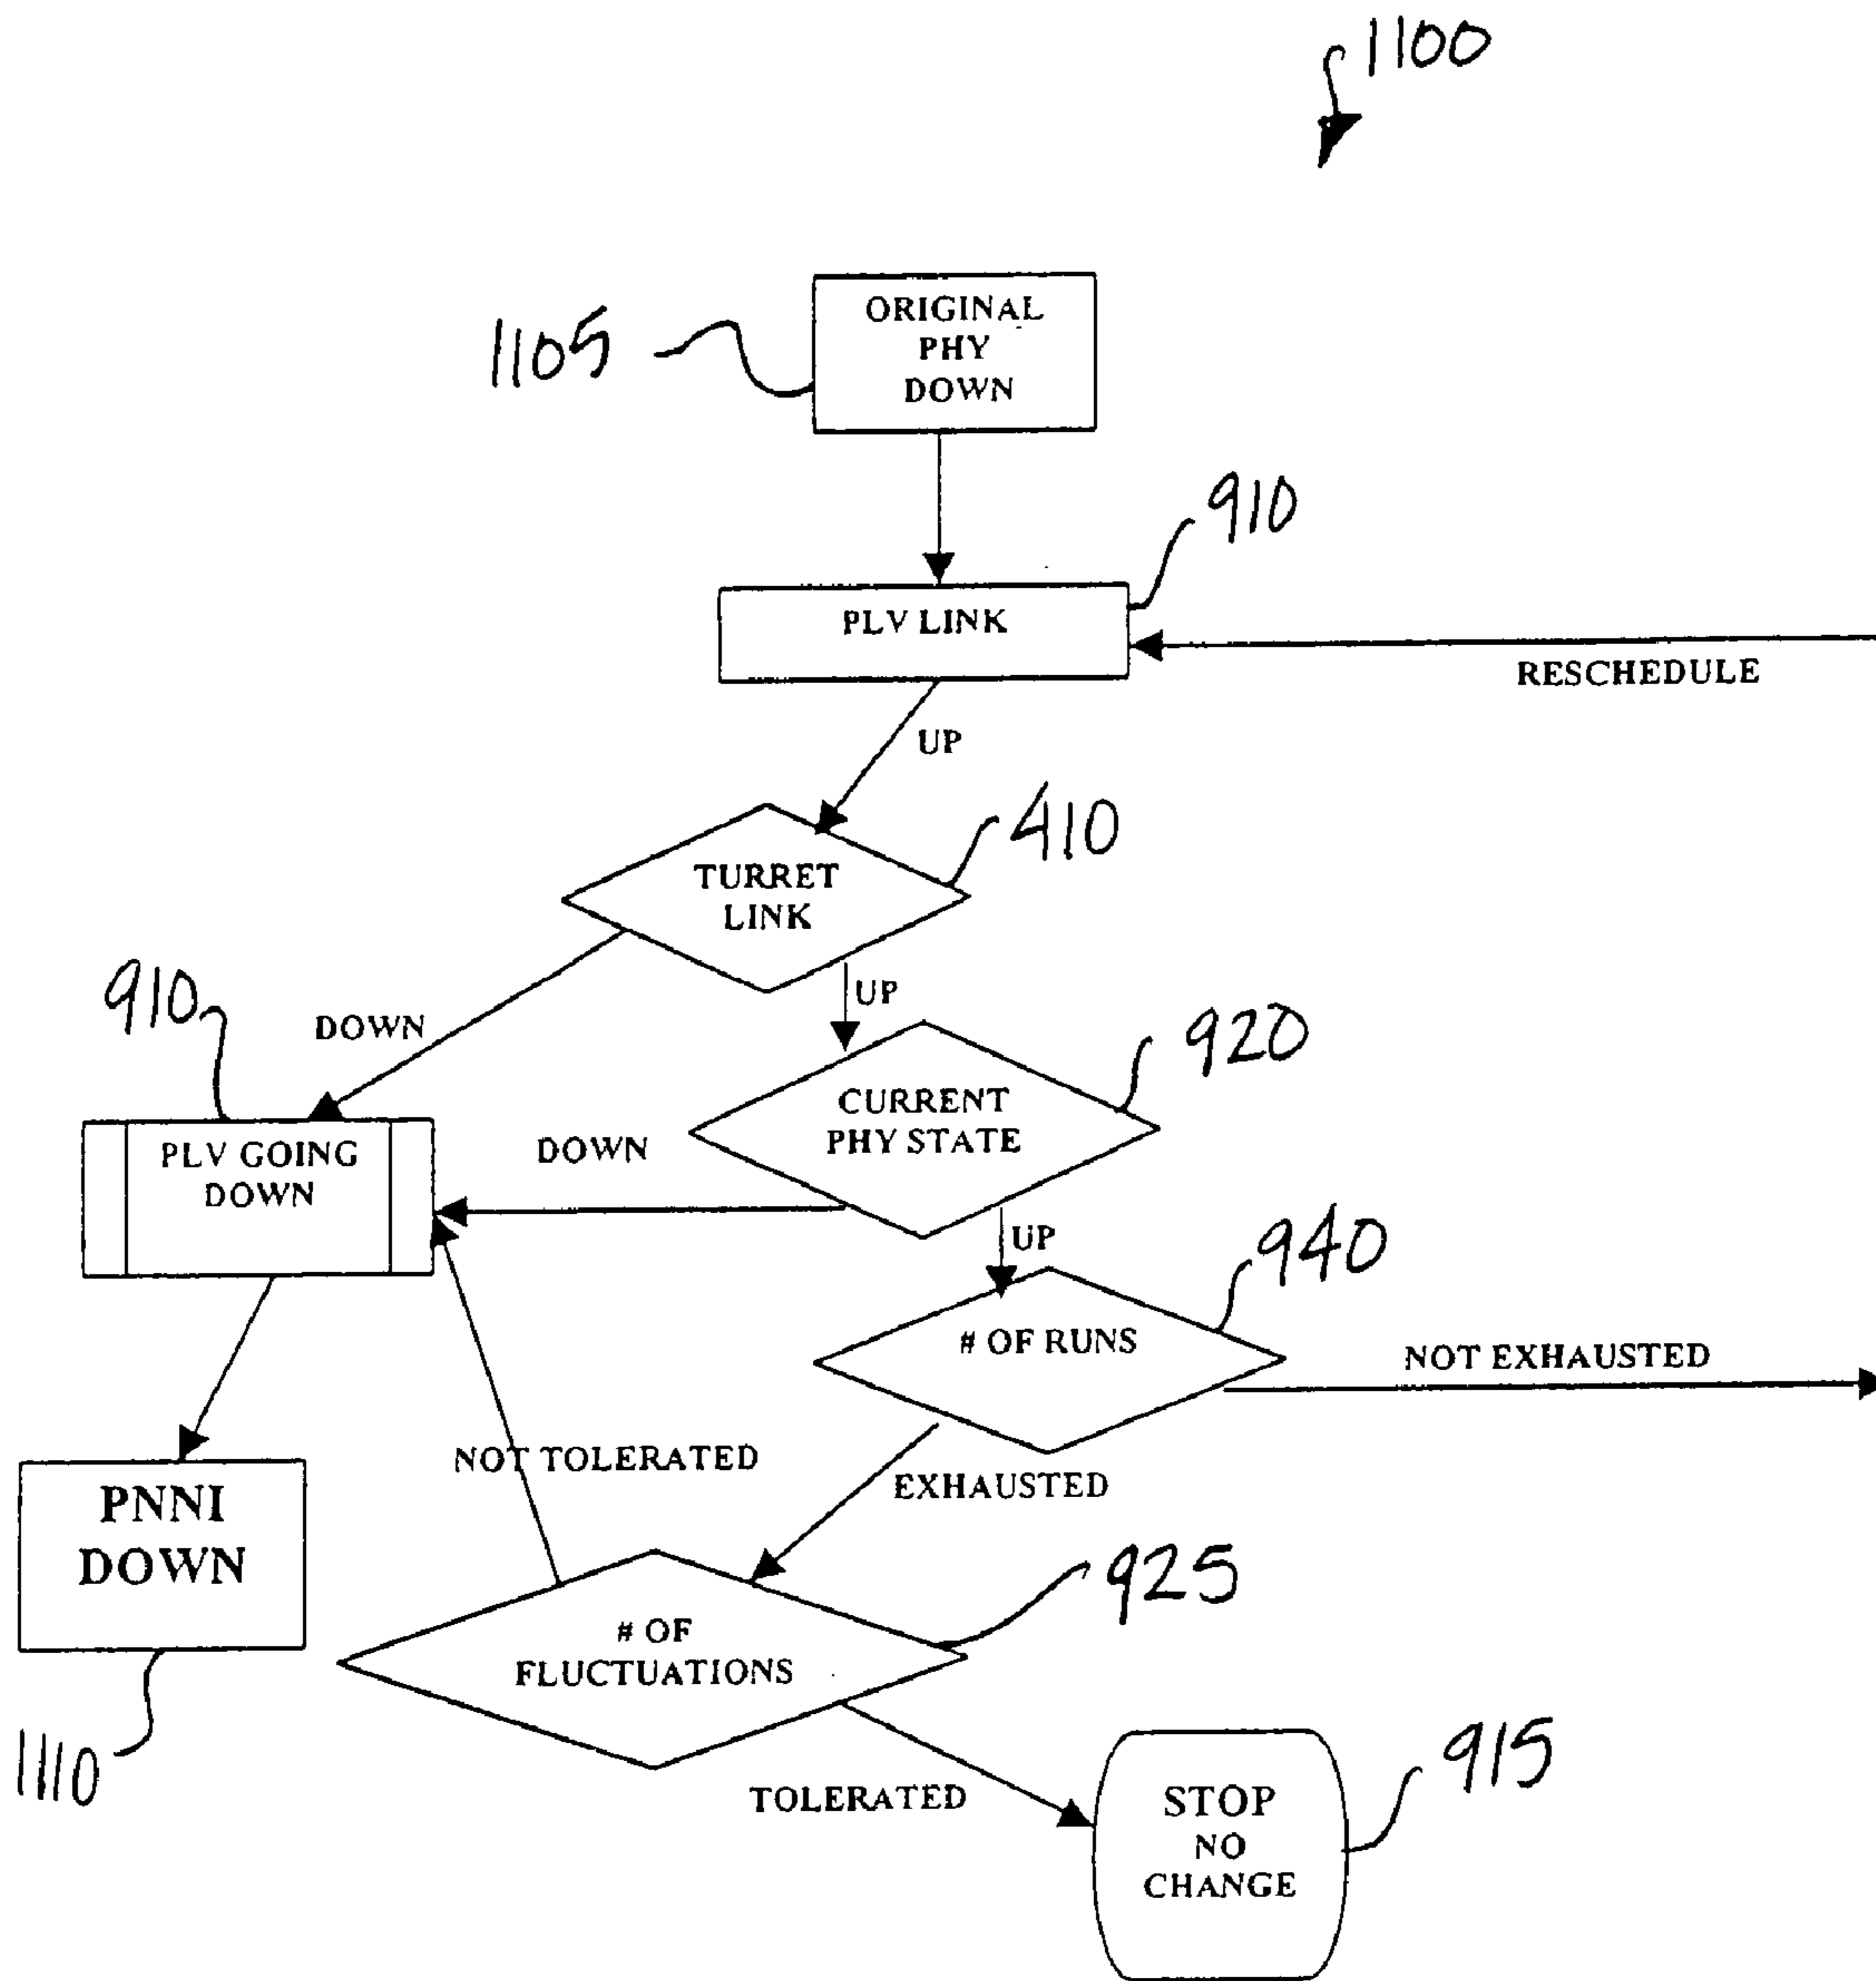 1100
ORIGINAL
PHY
DOWN
1105
910
PLV LINK
RESCHEDULE
UP
410
TURRET
LINK
910
DOWN
UP
920
CURRENT
PHY STATE
DOWN
PLV GOING
DOWN
UP
940
# OF RUNS
NOT EXHAUSTED
NOT TOLERATED
EXHAUSTED
PNNI
DOWN
925
# OF
FLUCTUATIONS
1110
TOLERATED
915
STOP
NO
CHANGE